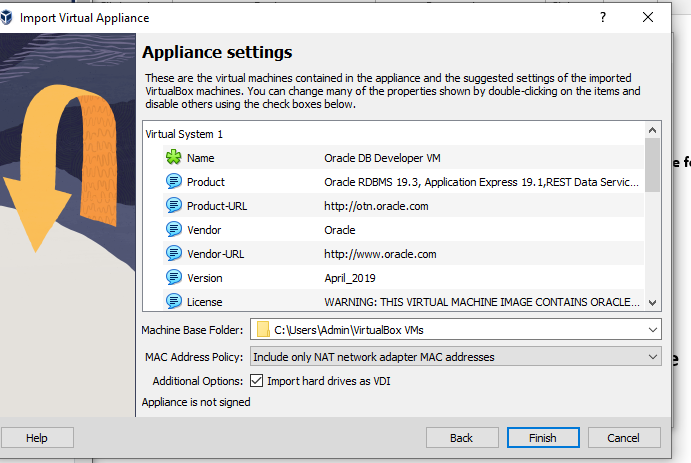 Import Virtual Appliance
?
Appliance settings
These are the virtual machines contained in the appliance and the suggested settings of the imported
VirtualBox machines. You can change many of the properties shown by double-clicking on the items and
disable others using the check boxes below.
Virtual System 1
Name Oracle DB Developer VM
Product Oracle RDBMS 19.3, Application Express 19.1,REST Data Servic...
Product-URL http://otn.oracle.com
Vendor Oracle
Vendor-URL http://www.oracle.com
Version April_2019
License WARNING: THIS VIRTUAL MACHINE IMAGE CONTAINS ORACLE...
Machine Base Folder: C:\Users\Admin\VirtualBox VMs
MAC Address Policy: Include only NAT network adapter MAC addresses
Additional Options: Import hard drives as VDI
Appliance is not signed
Help Back Finish Cancel